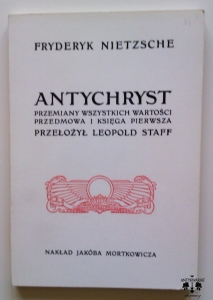 FRYDERYK NIETZSCHE
ANTYCHRYST
PRZEMIANY WSZYSTKICH WARTOŚCI
PRZEDMOWA I KSIĘGA PIERWSZA
PRZEŁOŻYŁ LEOPOLD STAFF
NAKŁAD JAKÓBA MORTKOWICZA